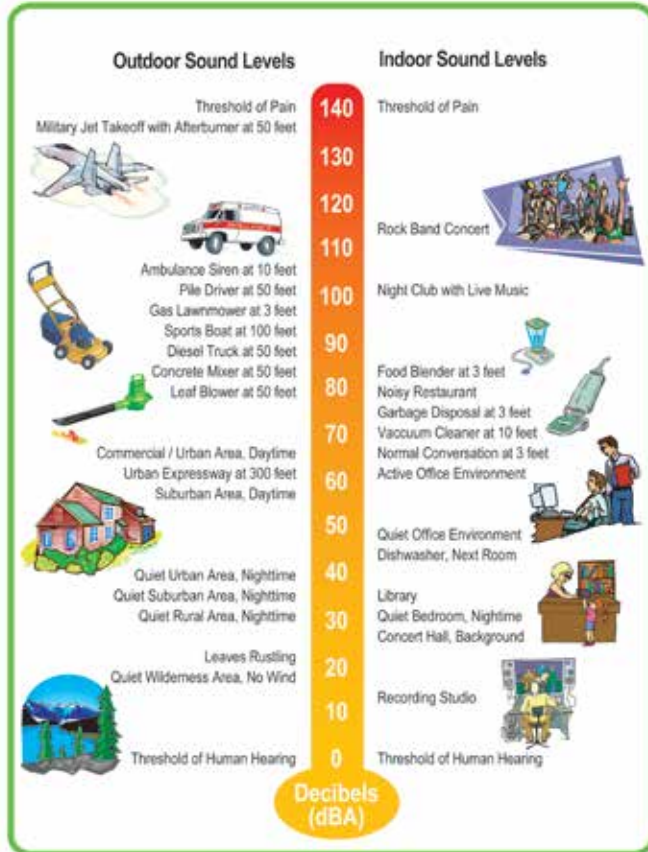 Outdoor Sound Levels
Threshold of Pain
Military Jet Takeoff with Afterburner at 50 feet
Ambulance Siren at 10 feet
Pile Driver at 50 feet
Gas Lawnmower at 3 feet
Sports Boat at 100 feet
Diesel Truck at 50 feet
Concrete Mixer at 50 feet
Leaf Blower at 50 feet
Commercial / Urban Area, Daytime
Urban Expressway at 300 feet
Suburban Area, Daytime
Quiet Urban Area, Nighttime
Quiet Suburban Area, Nighttime
Quiet Rural Area, Nighttime
Leaves Rustling
Quiet Wilderness Area, No Wind
Threshold of Human Hearing
140
130
120
110
100
90
80
70
60
50
40
30
20
10
0
Decibels
(dBA)
Indoor Sound Levels
Threshold of Pain
Rock Band Concert
Night Club with Live Music
Food Blender at 3 feet
Noisy Restaurant
Garbage Disposal at 3 feet
Vaccuum Cleaner at 10 feet
Normal Conversation at 3 feet
Active Office Environment
Quiet Office Environment
Dishwasher, Next Room
Library
Quiet Bedroom, Nightime
Concert Hall, Background
Recording Studio
Threshold of Human Hearing